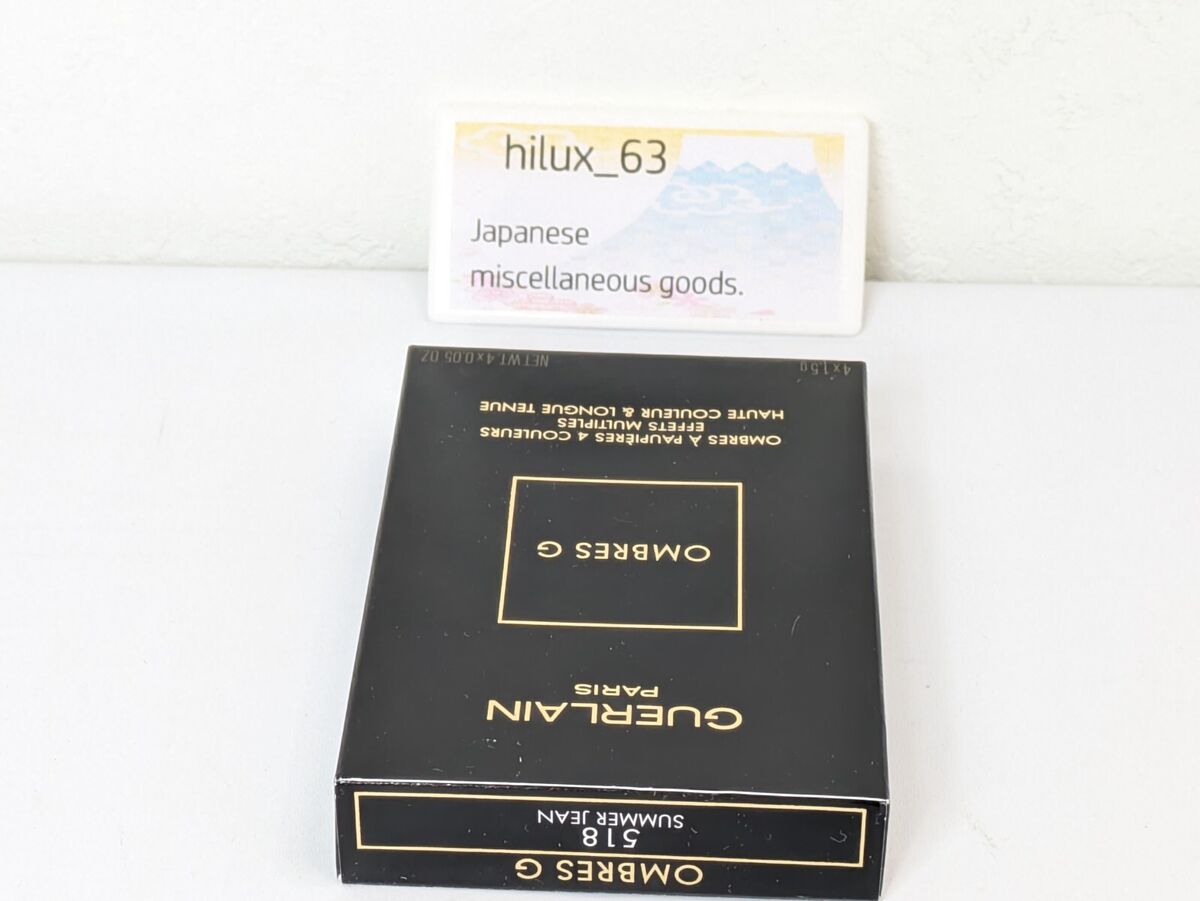 hilux_63
Japanese
miscellaneous goods.
GUERLAIN
PARIS
OMBRES G
OMBRES À PAUPIÈRES 4 COULEURS
EFFETS MULTIPLES
HAUTE COULEUR & LONGUE TENUE
4x1.5g NET WT. 4x0.05 OZ
OMBRES G
518
SUMMER JEAN